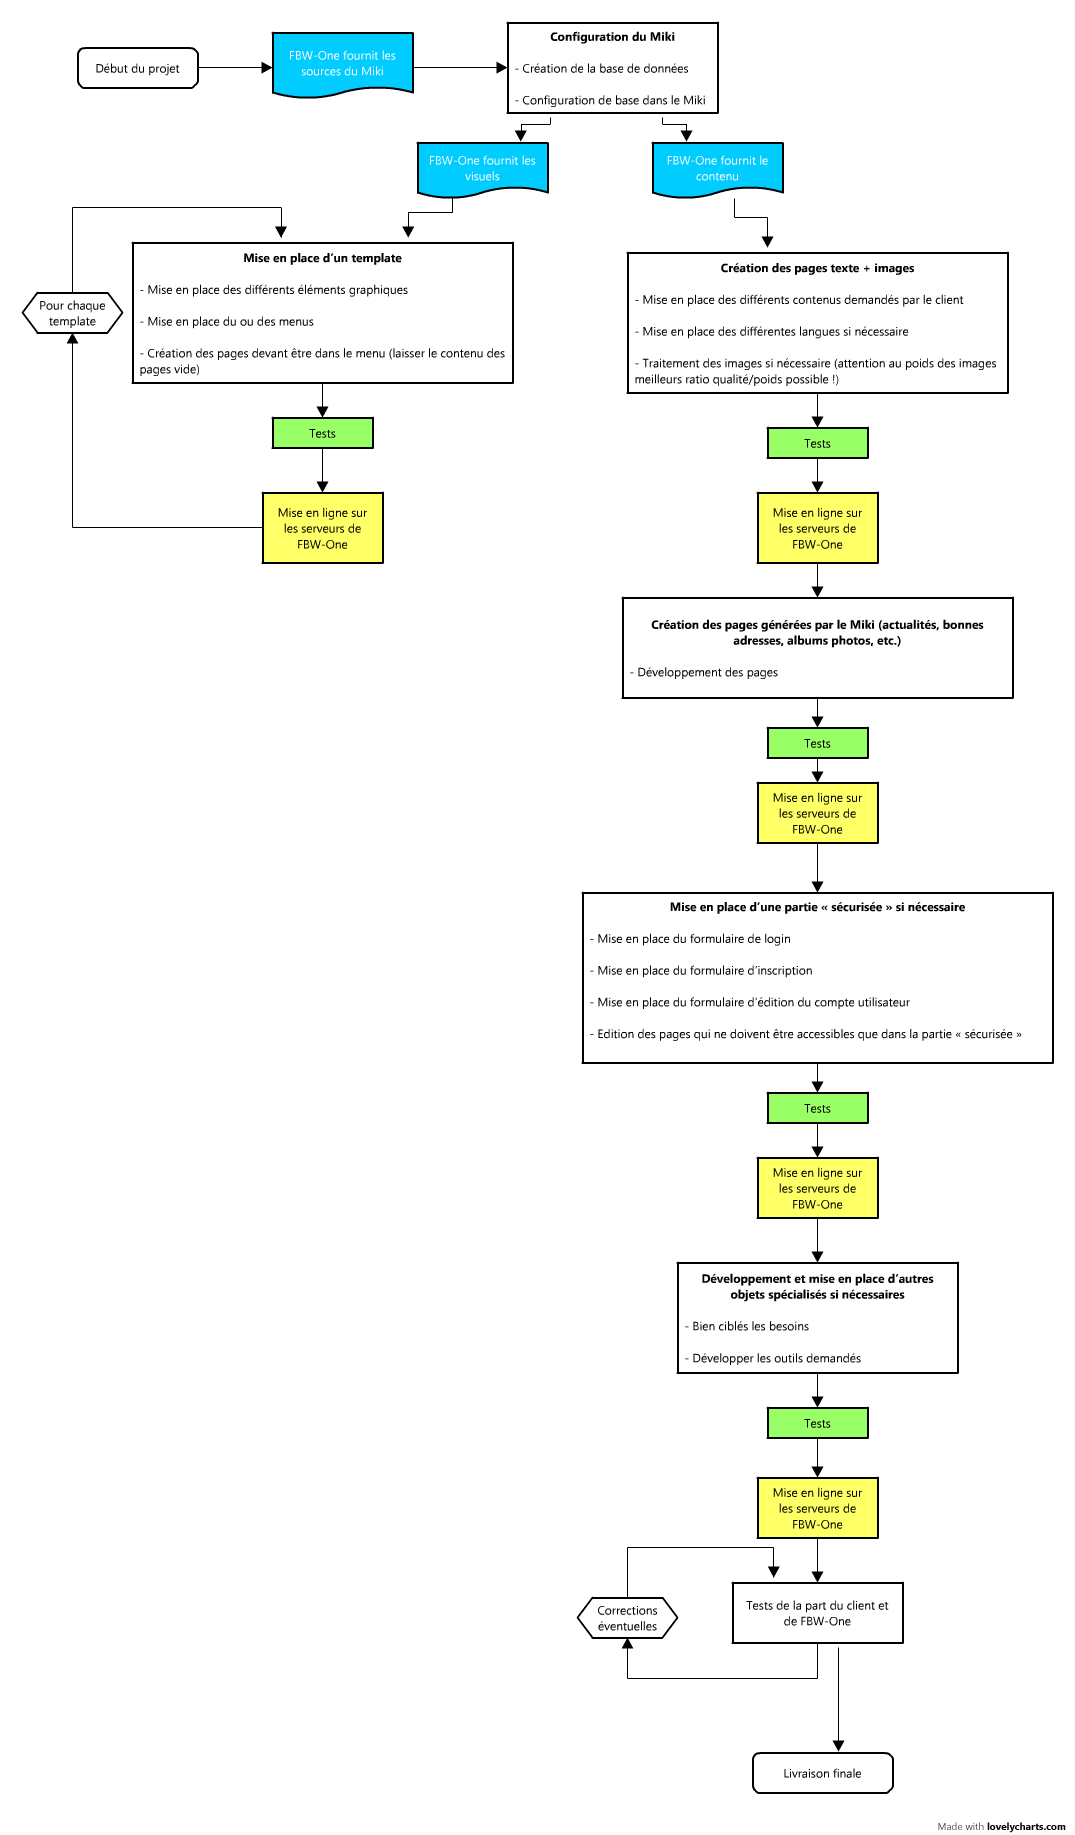 Début du projet
FBW-One fournit les
sources du Miki
Configuration du Miki
- Création de la base de données
- Configuration de base dans le Miki
FBW-One fournit les
visuels
FBW-One fournit le
contenu
Pour chaque
template
Mise en place d'un template
- Mise en place des différents éléments graphiques
- Mise en place du ou des menus
- Création des pages devant être dans le menu (laisser le contenu des
pages vide)
Tests
Mise en ligne sur
les serveurs de
FBW-One
Création des pages texte + images
- Mise en place des différents contenus demandés par le client
- Mise en place des différentes langues si nécessaire
- Traitement des images si nécessaire (attention au poids des images
meilleurs ratio qualité/poids possible !)
Tests
Mise en ligne sur
les serveurs de
FBW-One
Création des pages générées par le Miki (actualités, bonnes
adresses, albums photos, etc.)
- Développement des pages
Tests
Mise en ligne sur
les serveurs de
FBW-One
Mise en place d'une partie « sécurisée » si nécessaire
- Mise en place du formulaire de login
- Mise en place du formulaire d'inscription
- Mise en place du formulaire d'édition du compte utilisateur
- Edition des pages qui ne doivent être accessibles que dans la partie « sécurisée »
Tests
Mise en ligne sur
les serveurs de
FBW-One
Développement et mise en place d'autres
objets spécialisés si nécessaires
- Bien ciblés les besoins
- Développer les outils demandés
Tests
Mise en ligne sur
les serveurs de
FBW-One
Corrections
éventuelles
Tests de la part du client et
de FBW-One
Livraison finale
Made with lovelycharts.com